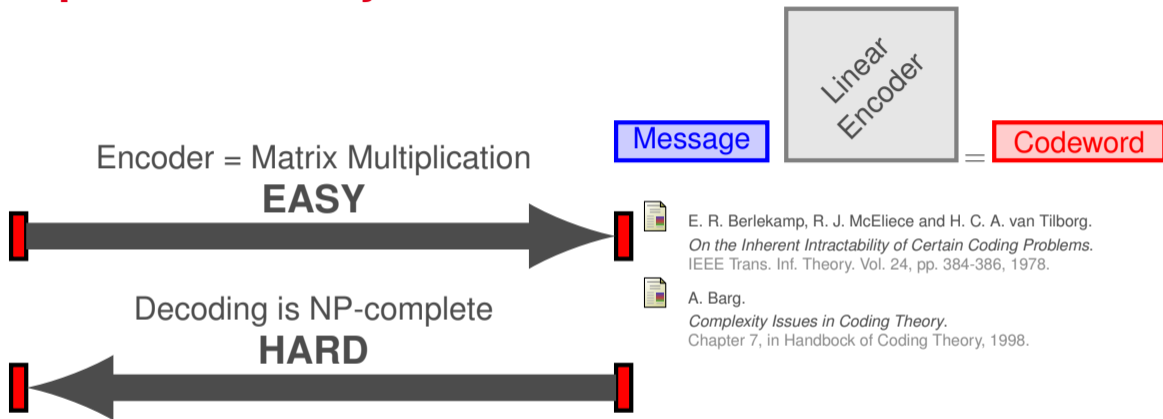 Linear
Encoder
Message
=
Codeword
Encoder = Matrix Multiplication
EASY
E. R. Berlekamp, R. J. McEliece and H. C. A. van Tilborg.
On the Inherent Intractability of Certain Coding Problems.
IEEE Trans. Inf. Theory. Vol. 24, pp. 384-386, 1978.
A. Barg.
Complexity Issues in Coding Theory.
Chapter 7, in Handbock of Coding Theory, 1998.
Decoding is NP-complete
HARD